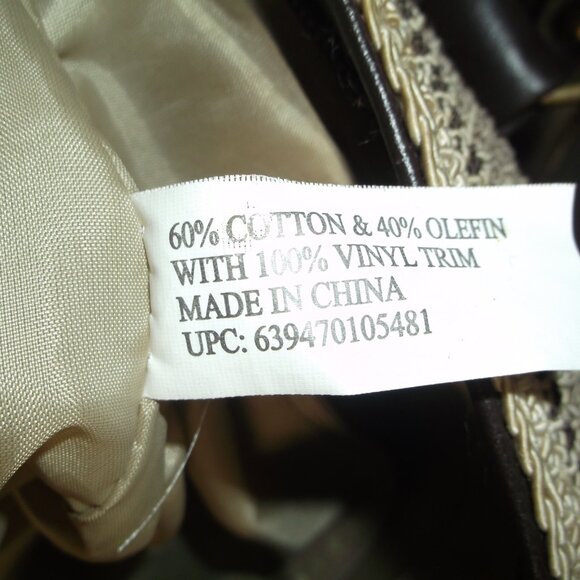 60% COTTON & 40% OLEFIN
WITH 100% VINYL TRIM
MADE IN CHINA
UPC: 639470105481